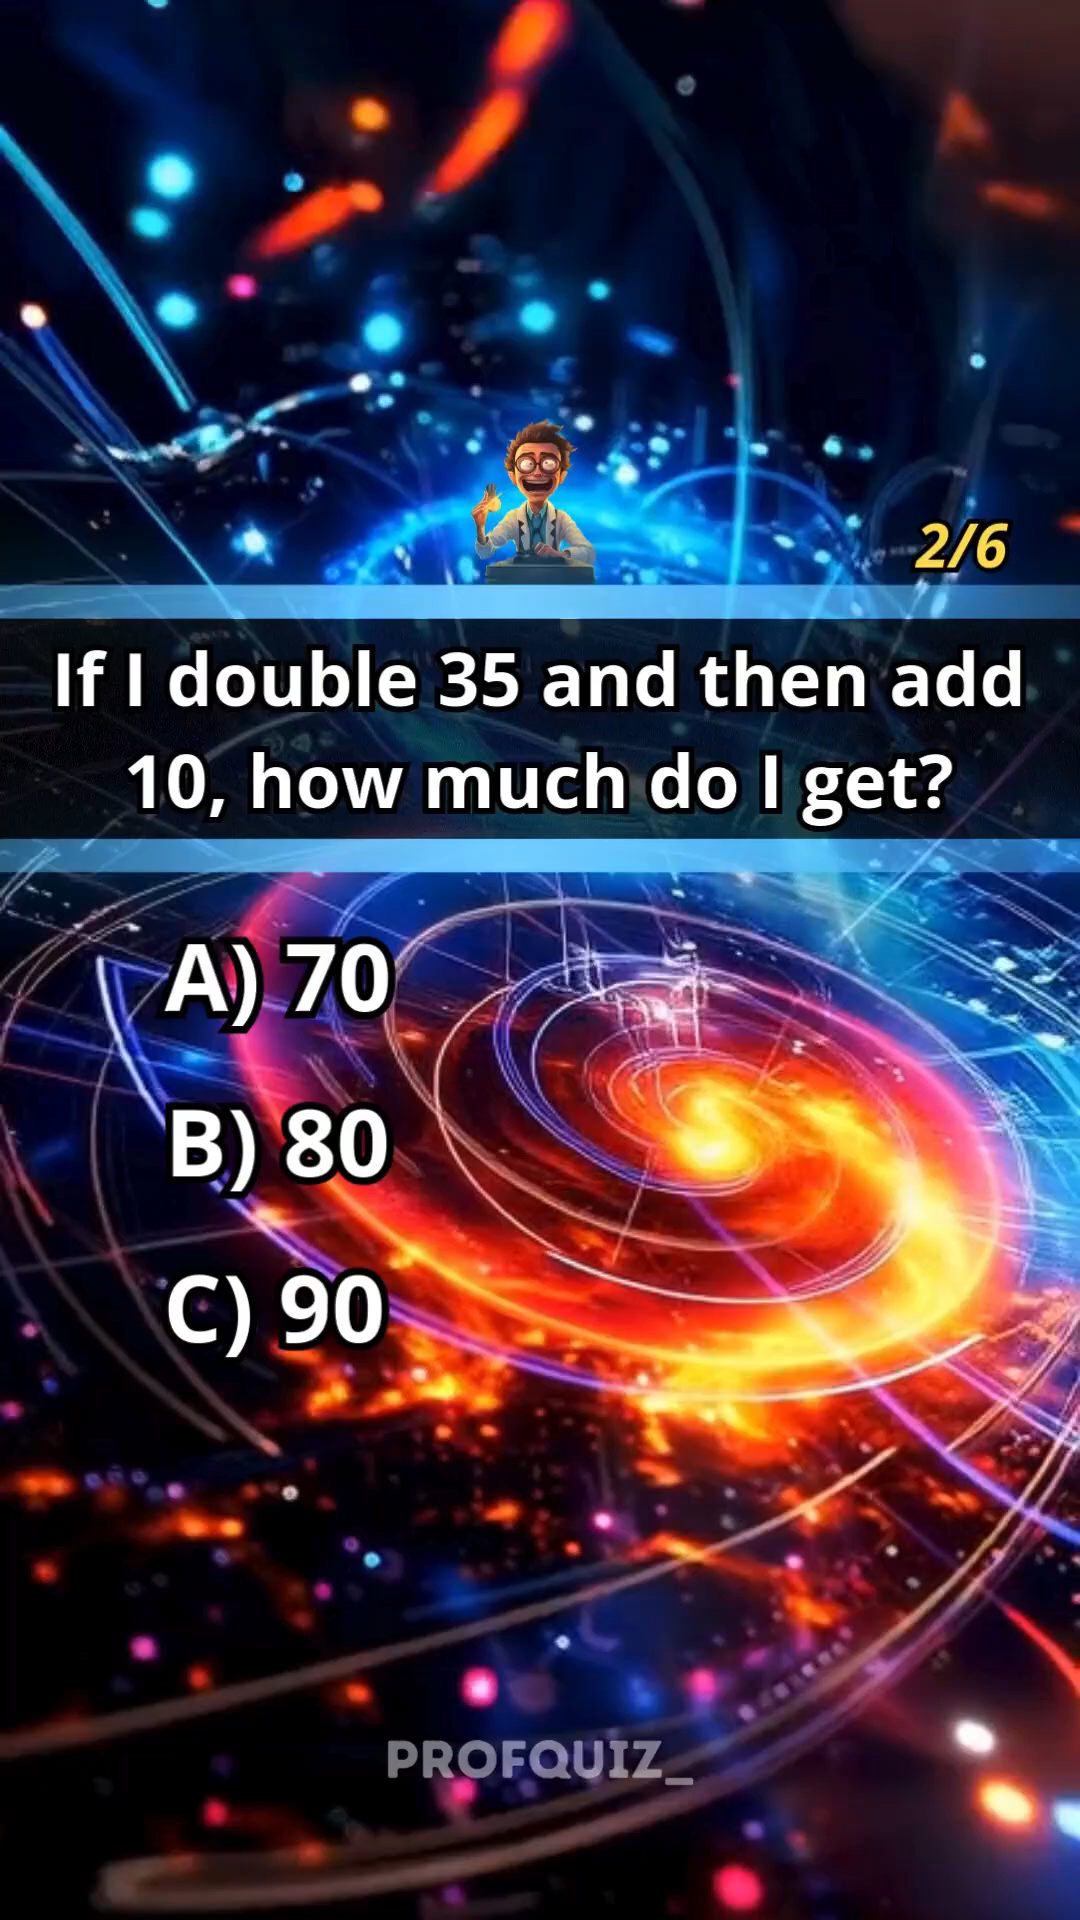 2/6
If I double 35 and then add
10, how much do I get?
A) 70
B) 80
C) 90
PROFQUIZ_